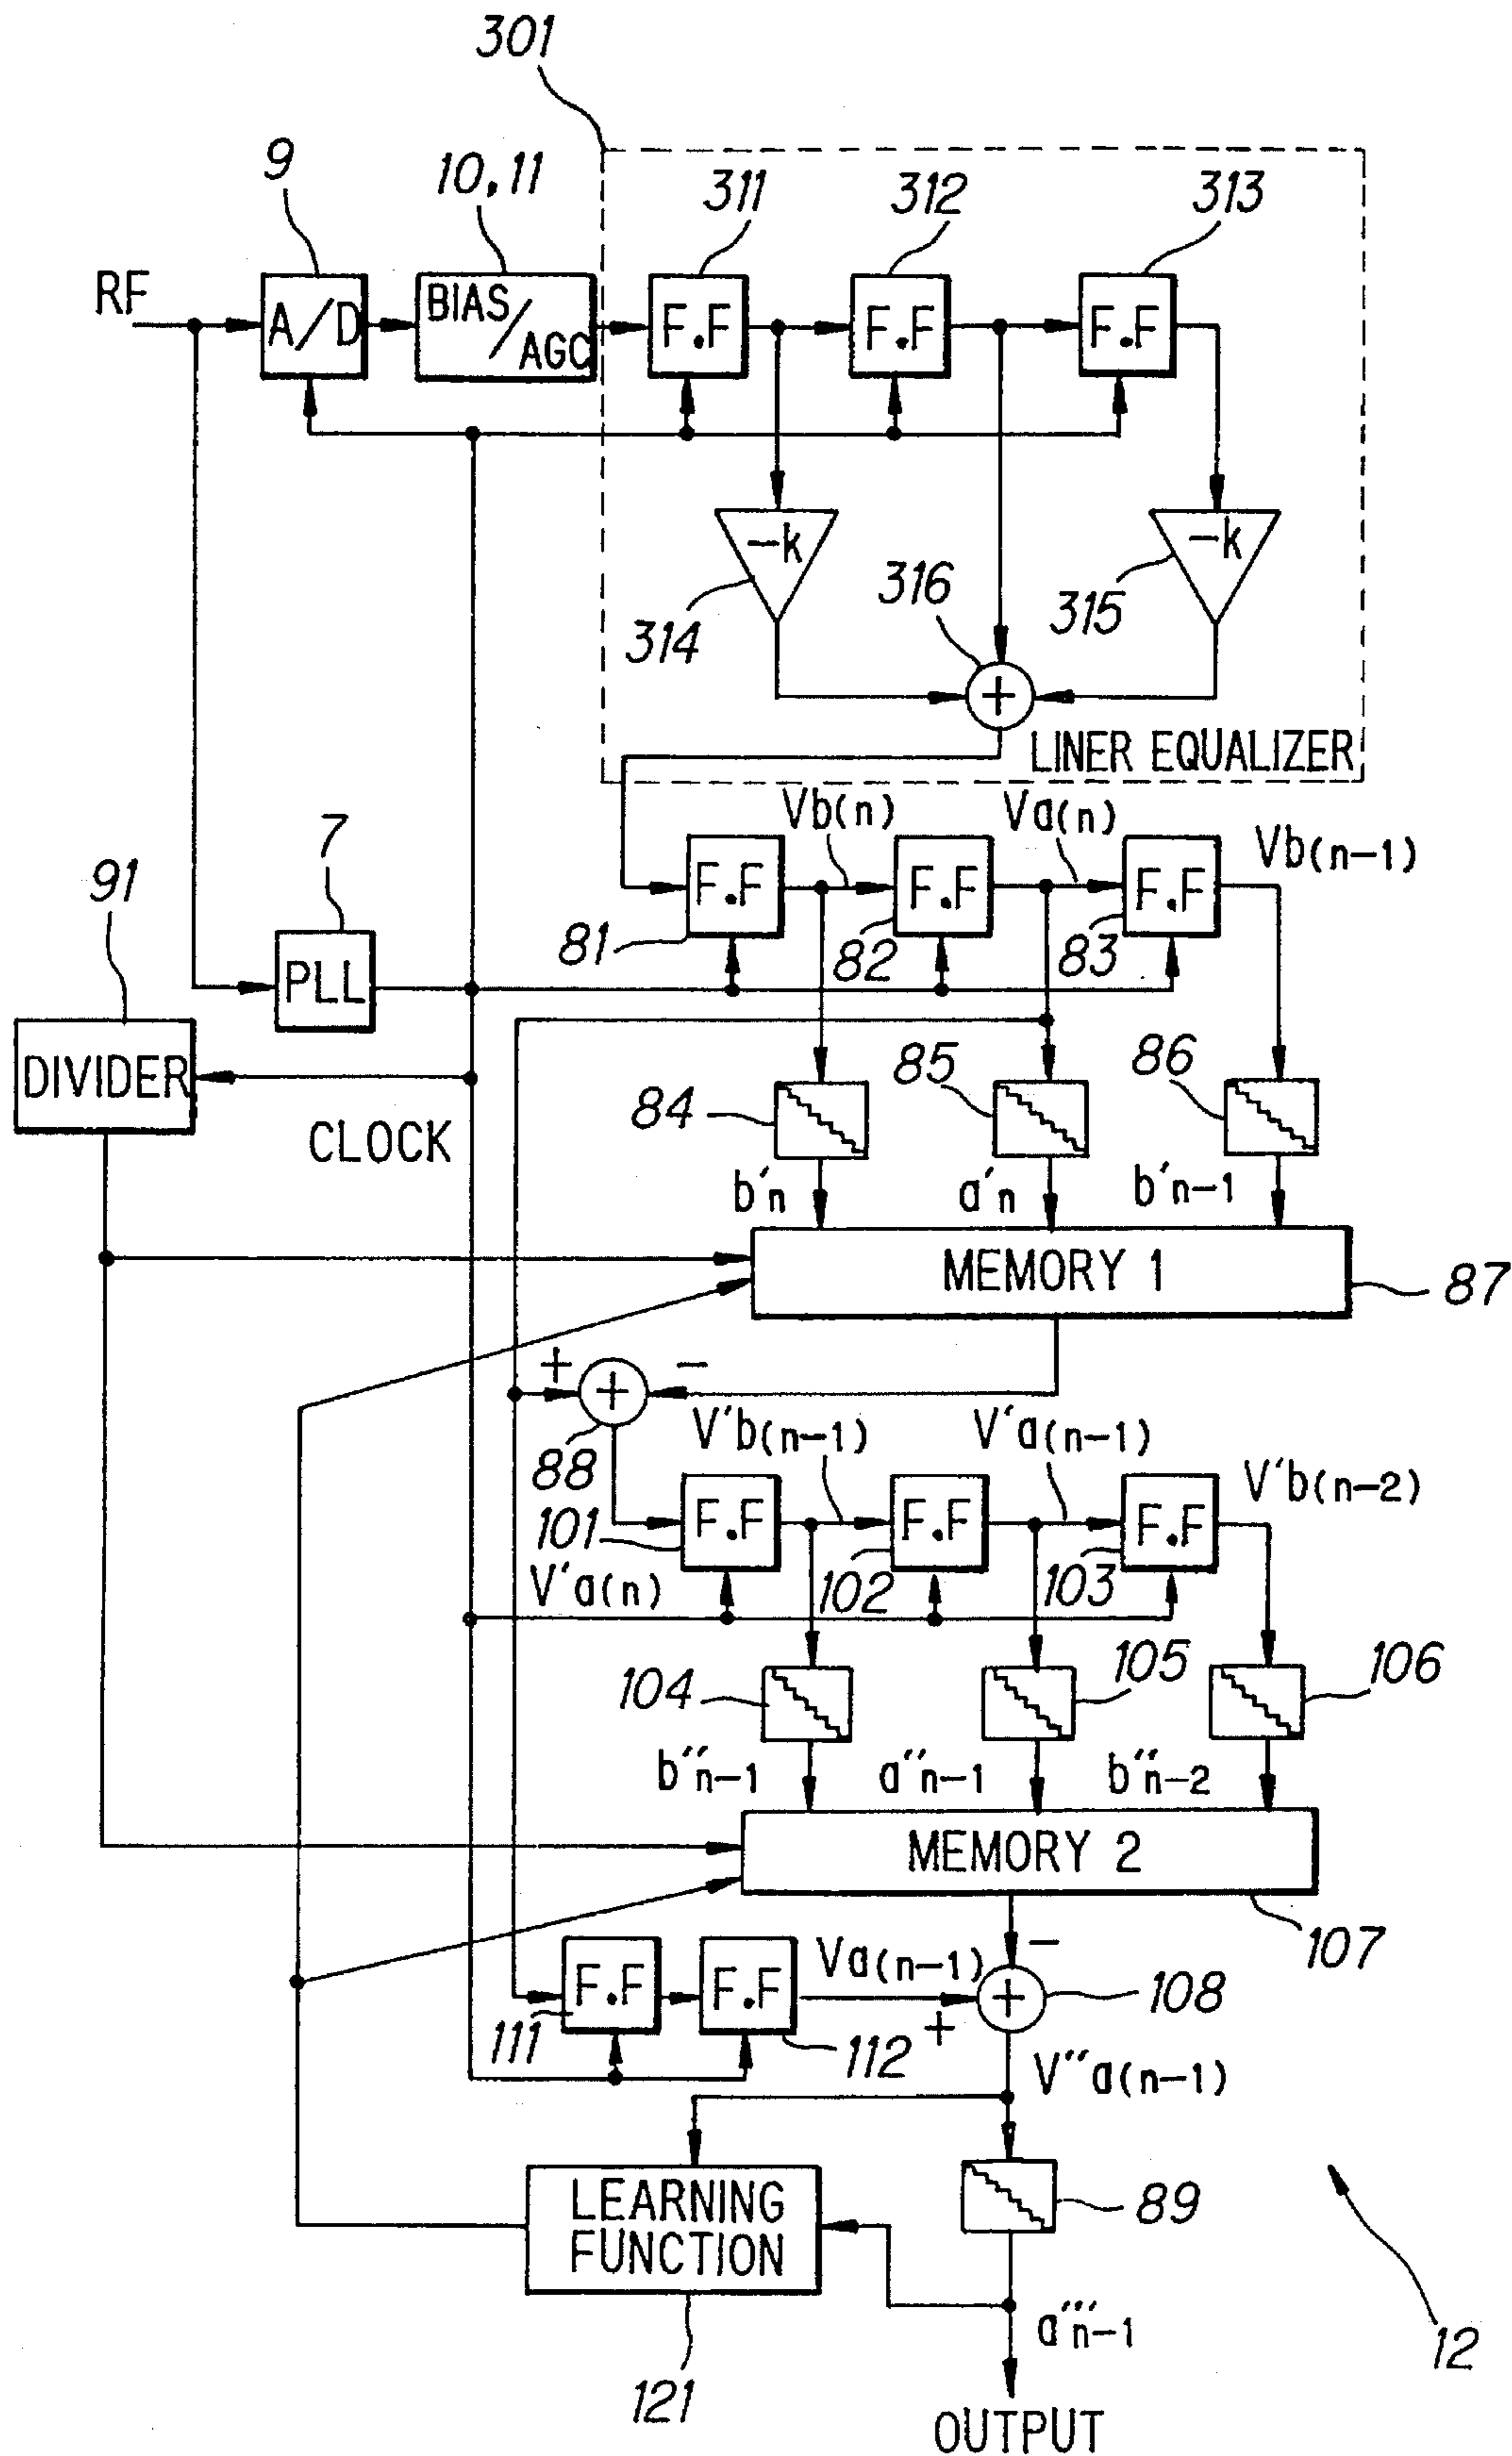 301
9
10, 11
311
312
313
RF
A/D
BIAS/AGC
F.F
F.F
F.F
-k
-k
314
316
315
+
LINER EQUALIZER
Vb(n)
Va(n)
Vb(n-1)
91
7
F.F
F.F
F.F
81
82
83
PLL
DIVIDER
CLOCK
84
85
86
b'n
a'n
b'n-1
MEMORY 1
87
+
+
-
88
V'b(n-1)
V'a(n-1)
V'b(n-2)
F.F
F.F
F.F
101
102
103
V'a(n)
104
105
106
b''n-1
a''n-1
b''n-2
MEMORY 2
107
F.F
F.F
111
112
Va(n-1)
-
+
+
108
V''a(n-1)
LEARNING
FUNCTION
89
121
a'''n-1
12
OUTPUT